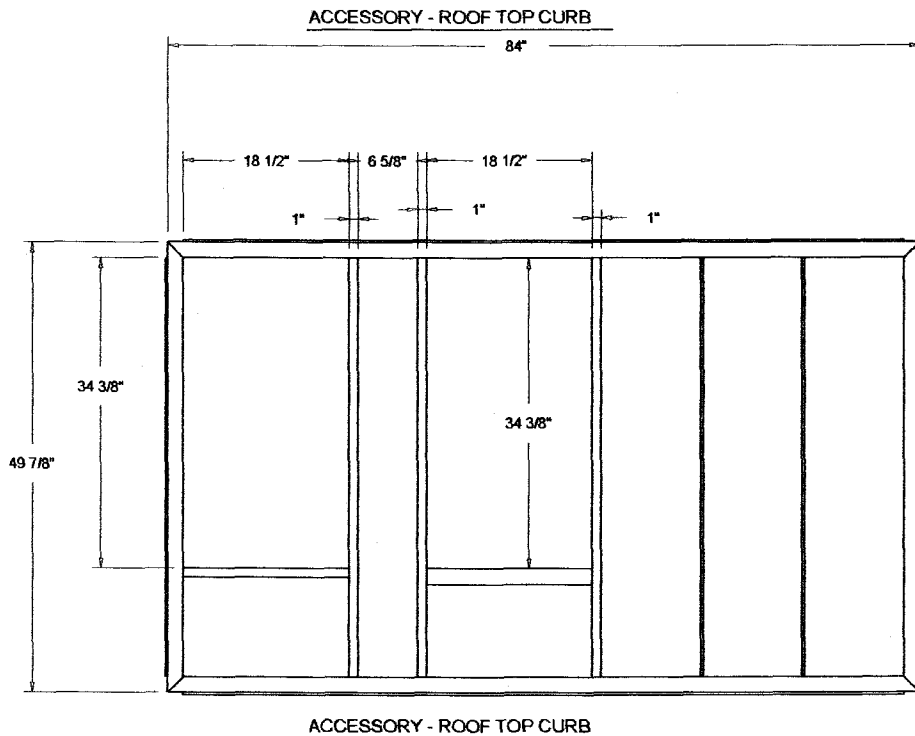 ACCESSORY - ROOF TOP CURB
84"
18 1/2" 6 5/8" 18 1/2"
1" 1" 1"
34 3/8"
34 3/8"
49 7/8"
ACCESSORY - ROOF TOP CURB